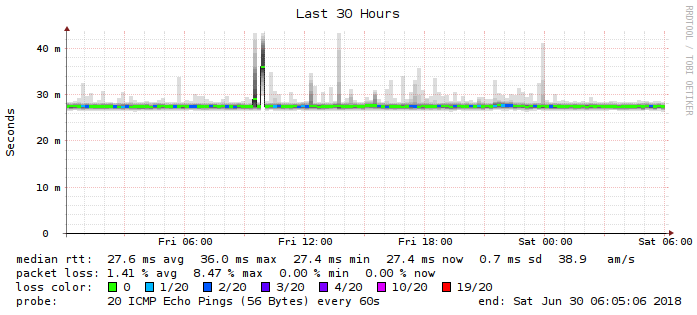 Last 30 Hours
RRDTOOL / TOBI OETIKER
Seconds
40 m
30 m
20 m
10 m
0
Fri 06:00 Fri 12:00 Fri 18:00 Sat 00:00 Sat 06:00
median rtt: 27.6 ms avg 36.0 ms max 27.4 ms min 27.4 ms now 0.7 ms sd 38.9 am/s
packet loss: 1.41 % avg 8.47 % max 0.00 % min 0.00 % now
loss color: 0 1/20 2/20 3/20 4/20 10/20 19/20
probe: 20 ICMP Echo Pings (56 Bytes) every 60s end: Sat Jun 30 06:05:06 2018